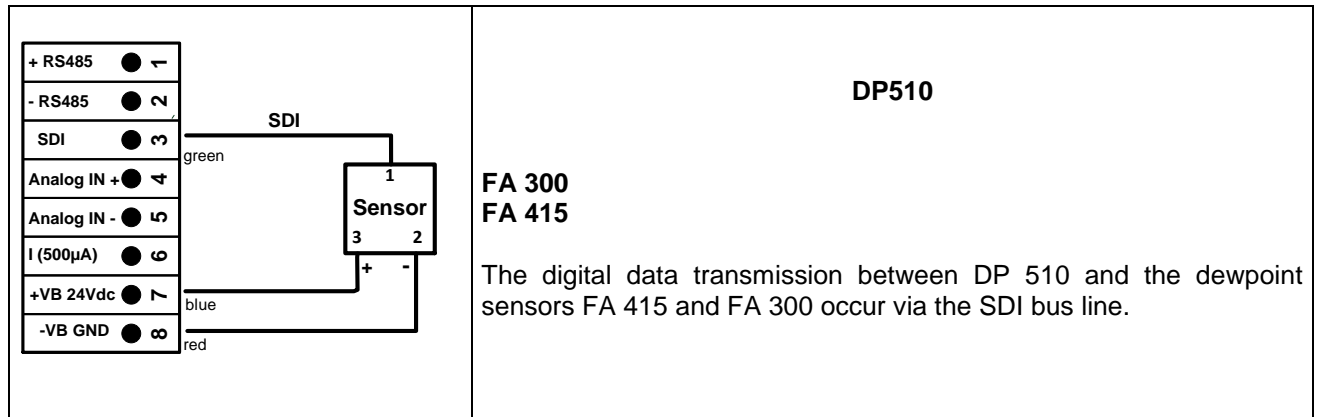 + RS485 1
- RS485 2
SDI 3
Analog IN + 4
Analog IN - 5
I (500µA) 6
+VB 24Vdc 7
-VB GND 8
SDI
green
blue
red
1
Sensor
3 2
+ -
DP510
FA 300
FA 415
The digital data transmission between DP 510 and the dewpoint
sensors FA 415 and FA 300 occur via the SDI bus line.